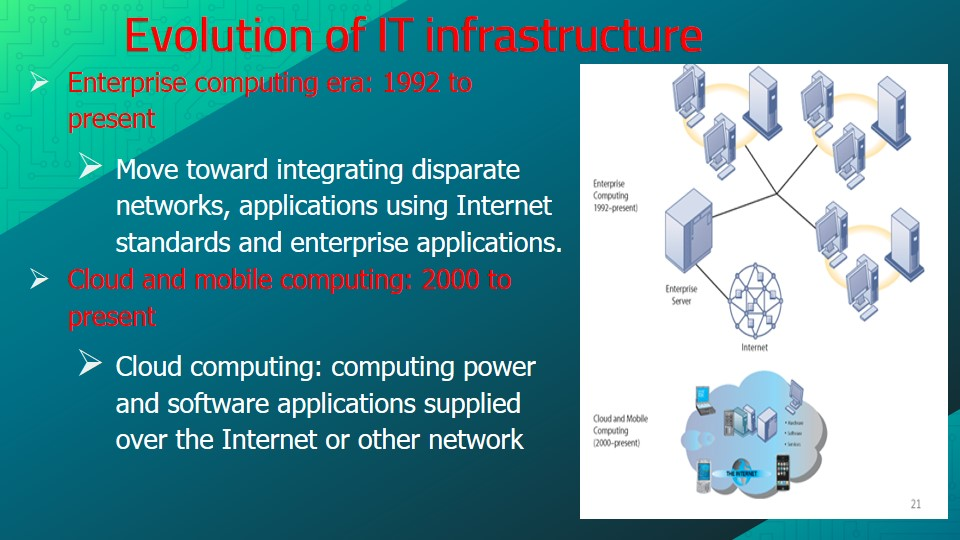 Evolution of IT infrastructure
➢ Enterprise computing era: 1992 to
present
➢ Move toward integrating disparate
networks, applications using Internet
standards and enterprise applications.
➢ Cloud and mobile computing: 2000 to
present
➢ Cloud computing: computing power
and software applications supplied
over the Internet or other network
Enterprise
Computing
1992–present)
Enterprise
Server
Internet
Cloud and Mobile
Computing
(2000–present)
• Hardware
• Software
• Services
THE INTERNET
21